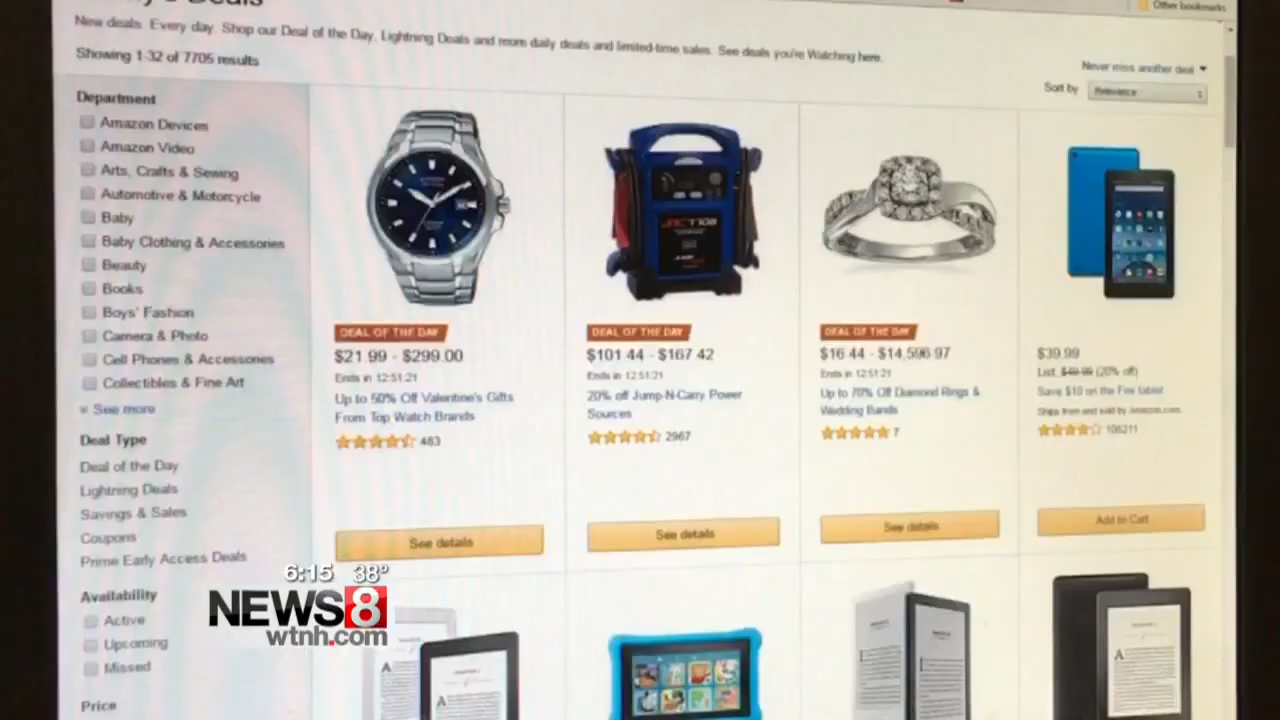 Deals
Other bookmarks
New deals. Every day. Shop our Deal of the Day, Lightning Deals and more daily deals and limited-time sales. See deals you're Watching here.
Showing 1-32 of 7705 results
Never miss another deal
Sort by Relevance
Department
Amazon Devices
Amazon Video
Arts, Crafts & Sewing
Automotive & Motorcycle
Baby
Baby Clothing & Accessories
Beauty
Books
Boys' Fashion
Camera & Photo
Cell Phones & Accessories
Collectibles & Fine Art
See more
Deal Type
Deal of the Day
Lightning Deals
Savings & Sales
Coupons
Prime Early Access Deals
Availability
Active
Upcoming
Missed
Price
DEAL OF THE DAY
$21.99 - $299.00
Ends in 12:51:21
Up to 50% Off Valentine's Gifts
From Top Watch Brands
483
See details
DEAL OF THE DAY
$101.44 - $167.42
Ends in 12:51:21
20% off Jump-N-Carry Power
Sources
2967
See details
DEAL OF THE DAY
$16.44 - $14,596.97
Ends in 12:51:21
Up to 70% Off Diamond Rings &
Wedding Bands
7
See details
$39.99
List: $49.99 (20% off)
Save $10 on the Fire tablet
Ships from and sold by Amazon.com.
106211
Add to Cart
6:15 38°
NEWS 8
wtnh.com